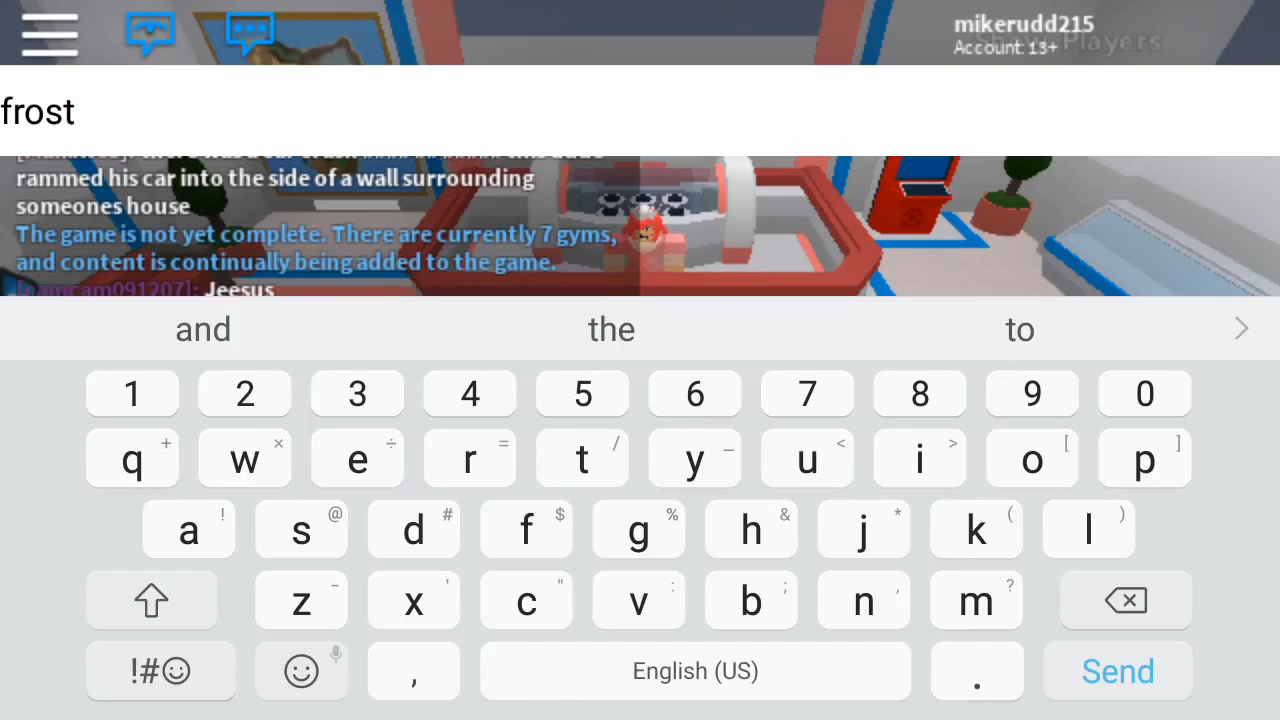 mikerudd215
Account: 13+
Players
frost
rammed his car into the side of a wall surrounding
someones house
The game is not yet complete. There are currently 7 gyms,
and content is continually being added to the game.
Jeesus
and the to
1 2 3 4 5 6 7 8 9 0
q + w × e ÷ r = t / y _ u < i > o [ p ]
a ! s @ d # f $ g % h & j * k ( l )
z - x ' c " v : b ; n , m ?
!#☺ , English (US) . Send